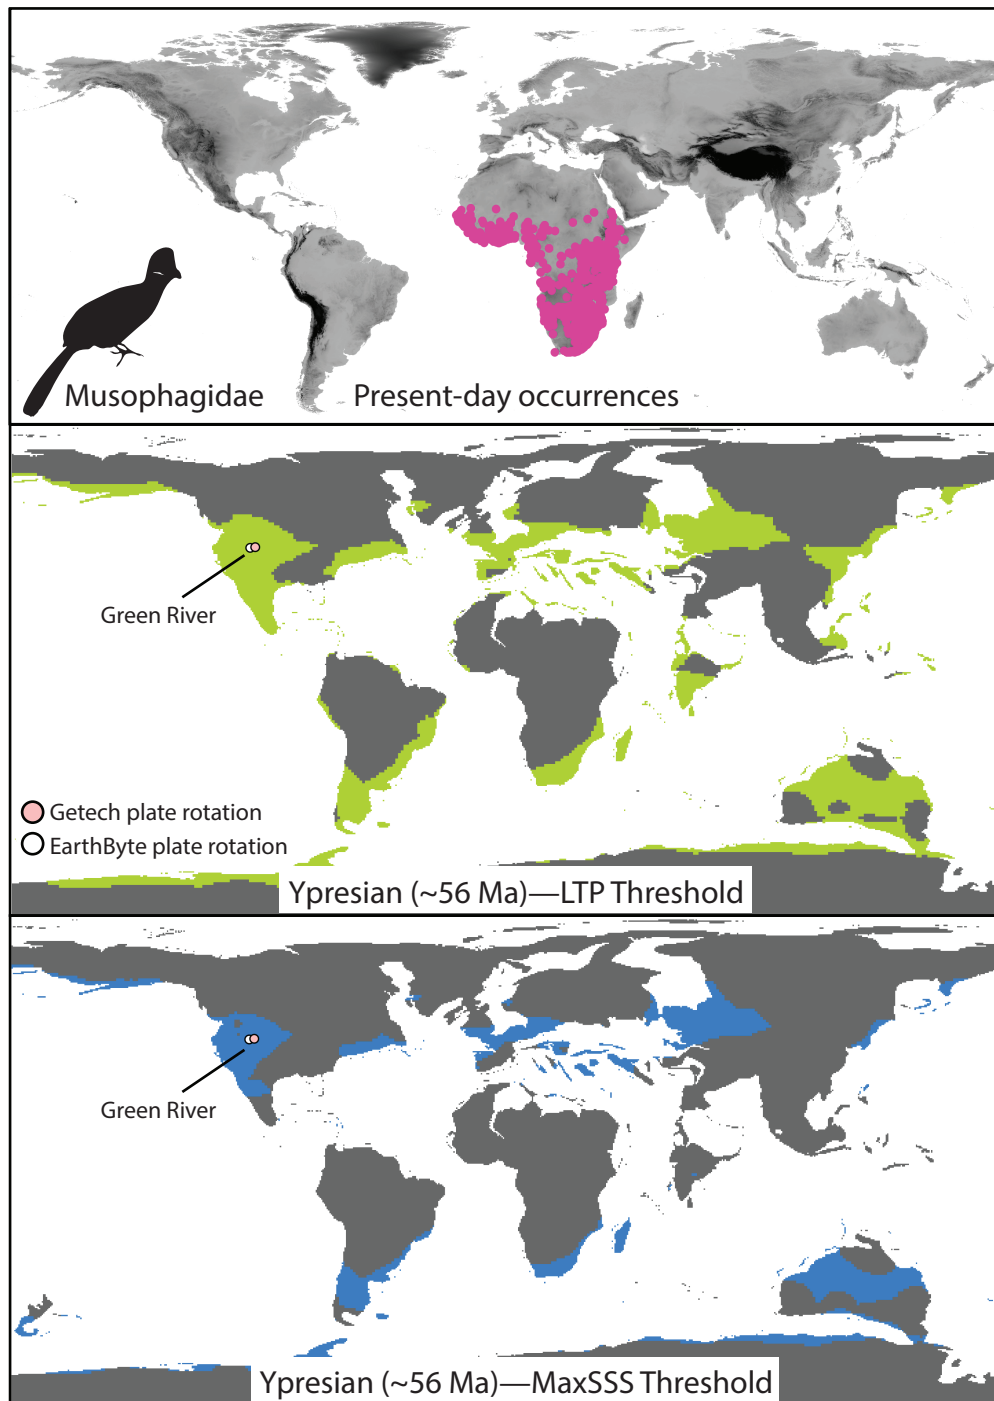 Musophagidae
Present-day occurrences
Green River
Getech plate rotation
EarthByte plate rotation
Ypresian (~56 Ma)—LTP Threshold
Green River
Ypresian (~56 Ma)—MaxSSS Threshold